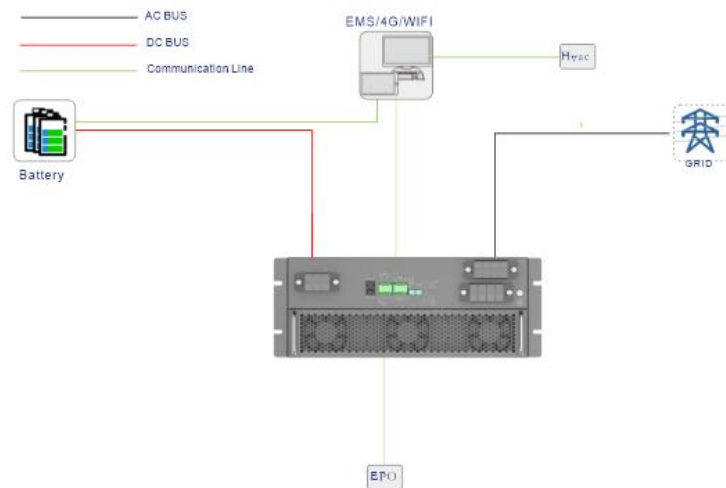 AC BUS
DC BUS
Communication Line
EMS/4G/WIFI
Hvac
Battery
GRID
EPO